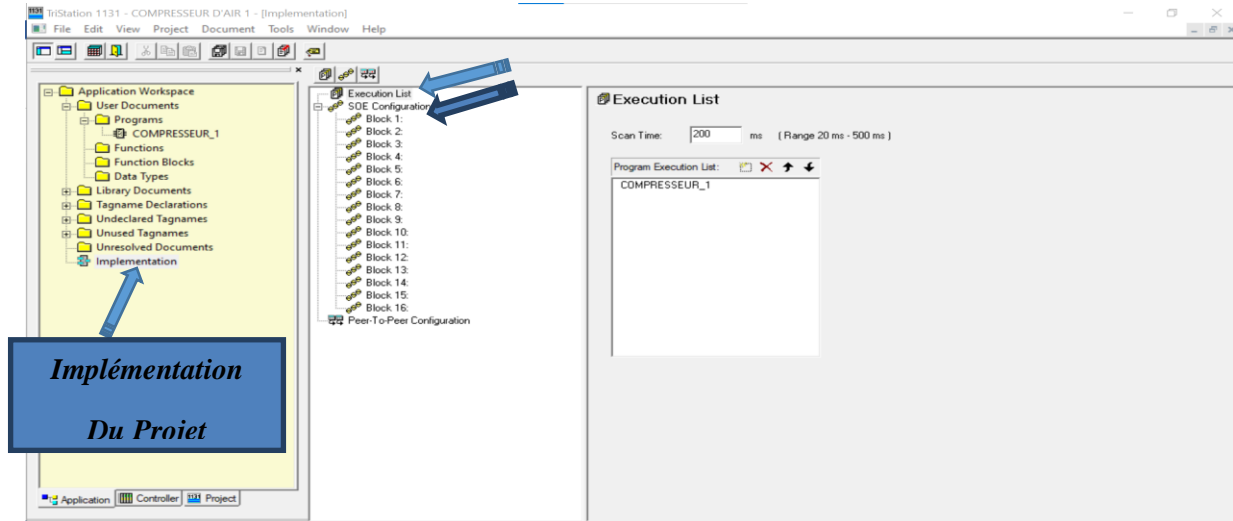 TriStation 1131 - COMPRESSEUR D'AIR 1 - [Implementation]
File Edit View Project Document Tools Window Help
Application Workspace
User Documents
Programs
COMPRESSEUR_1
Functions
Function Blocks
Data Types
Library Documents
Tagname Declarations
Undeclared Tagnames
Unused Tagnames
Unresolved Documents
Implementation
Implémentation
Du Projet
Application Controller Project
Execution List
SOE Configuration
Block 1:
Block 2:
Block 3:
Block 4:
Block 5:
Block 6:
Block 7:
Block 8:
Block 9:
Block 10:
Block 11:
Block 12:
Block 13:
Block 14:
Block 15:
Block 16:
Peer-To-Peer Configuration
Execution List
Scan Time: 200 ms ( Range 20 ms - 500 ms )
Program Execution List:
COMPRESSEUR_1